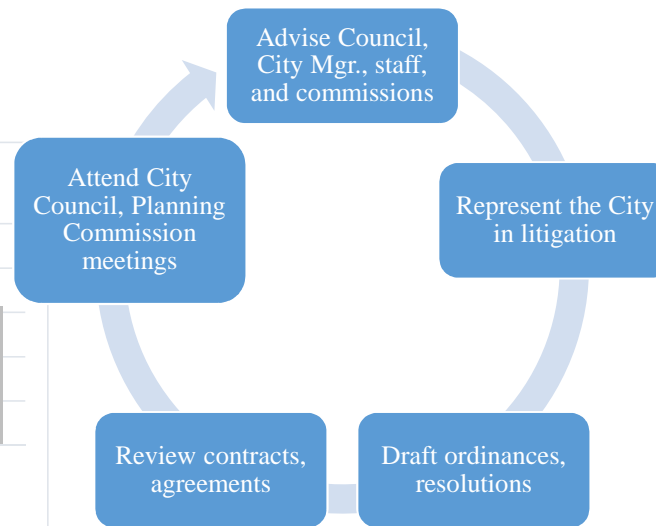 Advise Council,
City Mgr., staff,
and commissions
Represent the City
in litigation
Draft ordinances,
resolutions
Review contracts,
agreements
Attend City
Council, Planning
Commission
meetings